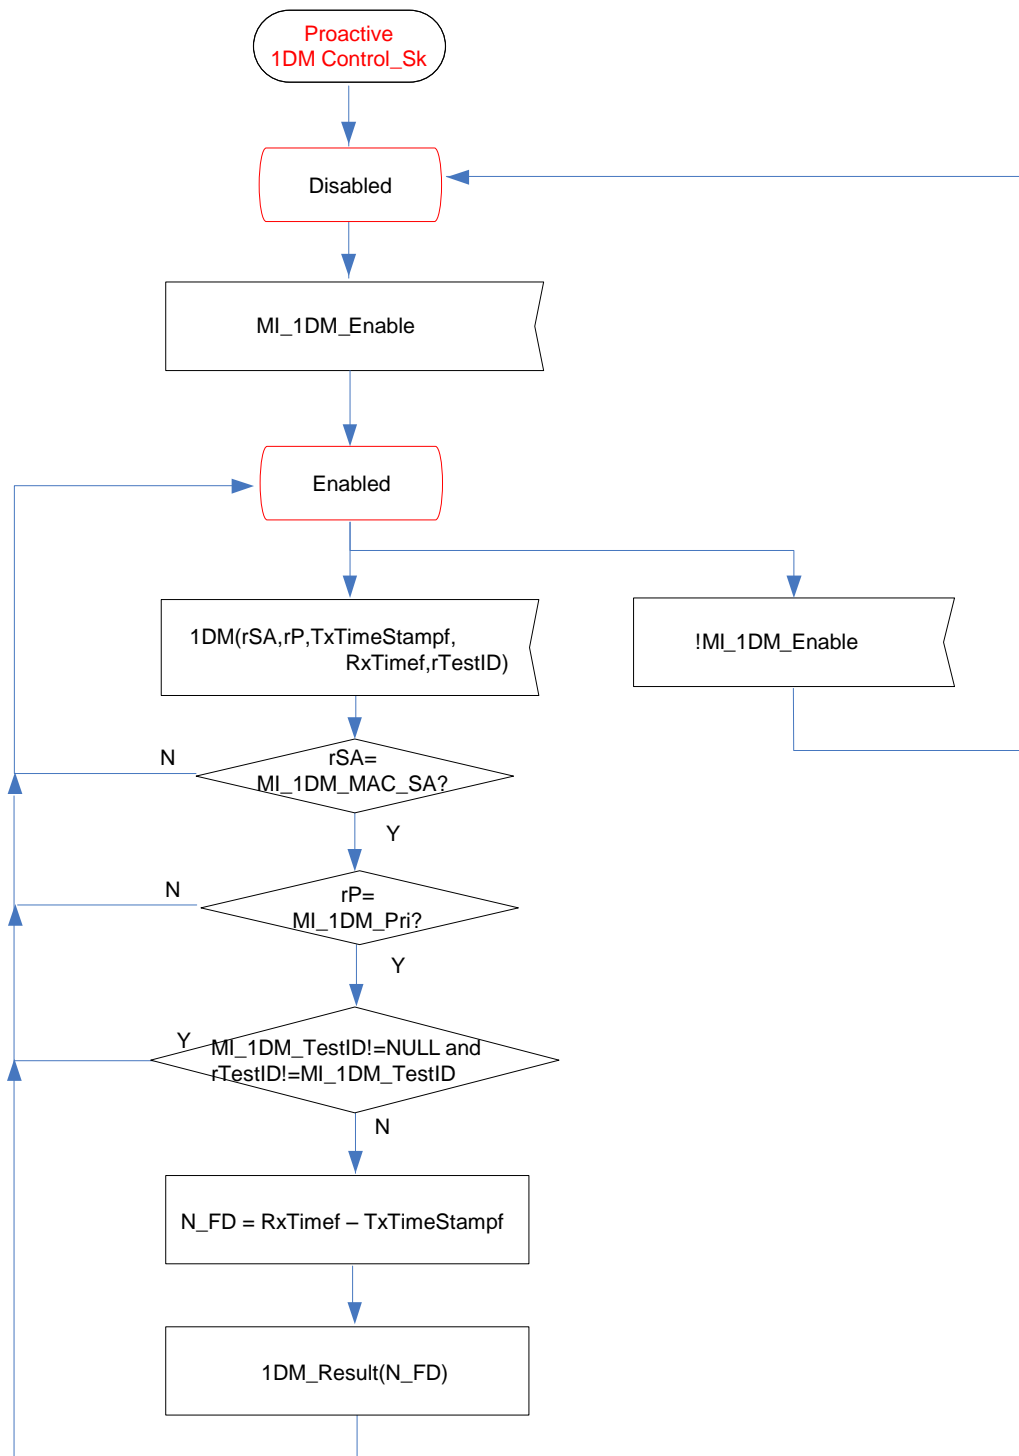 Proactive
1DM Control_Sk
Disabled
MI_1DM_Enable
Enabled
1DM(rSA,rP,TxTimeStampf,
RxTimef,rTestID)
!MI_1DM_Enable
N
rSA=
MI_1DM_MAC_SA?
Y
N
rP=
MI_1DM_Pri?
Y
Y
MI_1DM_TestID!=NULL and
rTestID!=MI_1DM_TestID
N
N_FD = RxTimef – TxTimeStampf
1DM_Result(N_FD)